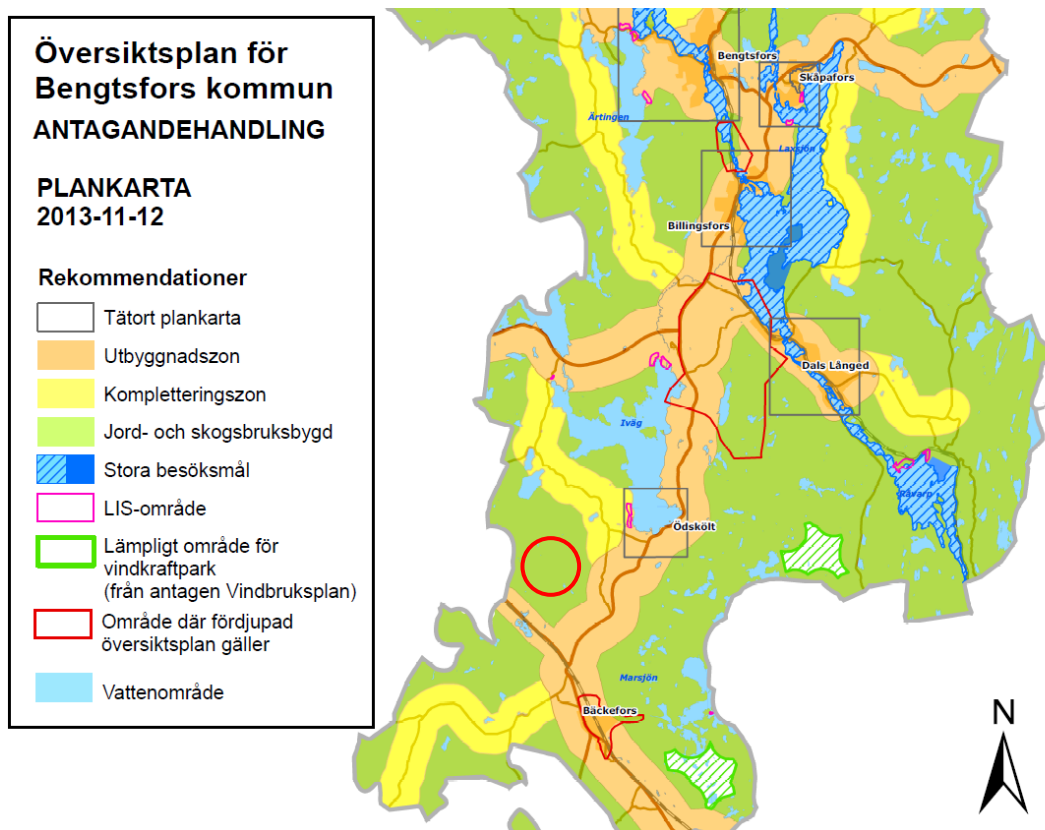 Översiktsplan för
Bengtsfors kommun
ANTAGANDEHANDLING
PLANKARTA
2013-11-12
Rekommendationer
Tätort plankarta
Utbyggnadszon
Kompletteringszon
Jord- och skogsbruksbygd
Stora besöksmål
LIS-område
Lämpligt område för
vindkraftpark
(från antagen Vindbruksplan)
Område där fördjupad
översiktsplan gäller
Vattenområde
Bengtsfors
Skåpafors
Ärtingen
Laxsjön
Billingsfors
Dals Långed
Iväg
Råvarp
Ödskölt
Marsjön
Bäckefors
N